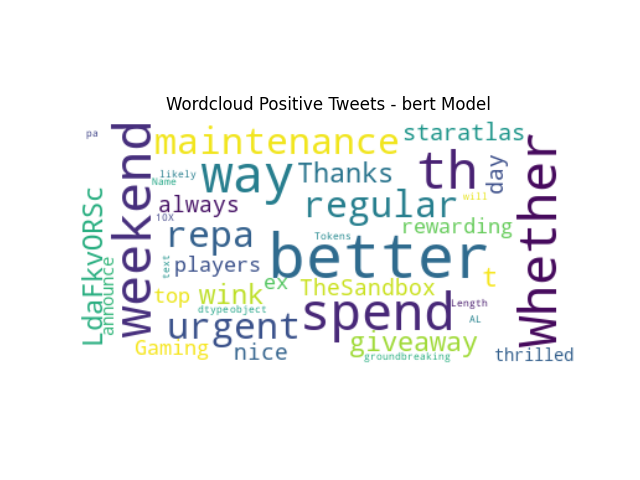 Wordcloud Positive Tweets - bert Model
pa
weekend
maintenance
staratlas
Whether
likely
Name
way
Thanks
th
day
always
regular
will
10X
repa
rewarding
LdaFkyORSc
announce
text
players
Tokens
better
t
top
wink
ex
TheSandbox
dtypeobject
spend
Length
AL
urgent
giveaway
Gaming
nice
groundbreaking
thrilled